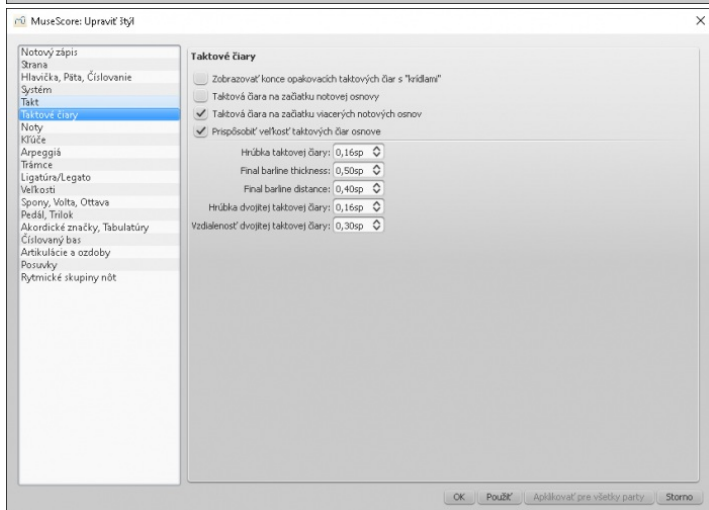 MuseScore: Upraviť štýl
Notový zápis
Strana
Hlavička, Päta, Číslovanie
Systém
Takt
Taktové čiary
Noty
Kľúče
Arpeggiá
Trámce
Ligatúra/Legato
Veľkosti
Spony, Volta, Ottava
Pedál, Trilok
Akordické značky, Tabulatúry
Číslovaný bas
Artikulácie a ozdoby
Posuvky
Rytmické skupiny nôt
Taktové čiary
Zobrazovať konce opakovacích taktových čiar s "krídlami"
Taktová čiara na začiatku notovej osnovy
Taktová čiara na začiatku viacerých notových osnov
Prispôsobiť veľkosť taktových čiar osnove
Hrúbka taktovej čiary: 0,16sp
Final barline thickness: 0,50sp
Final barline distance: 0,40sp
Hrúbka dvojitej taktovej čiary: 0,16sp
Vzdialenosť dvojitej taktovej čiary: 0,30sp
OK Použiť Aplikovať pre všetky party... Storno